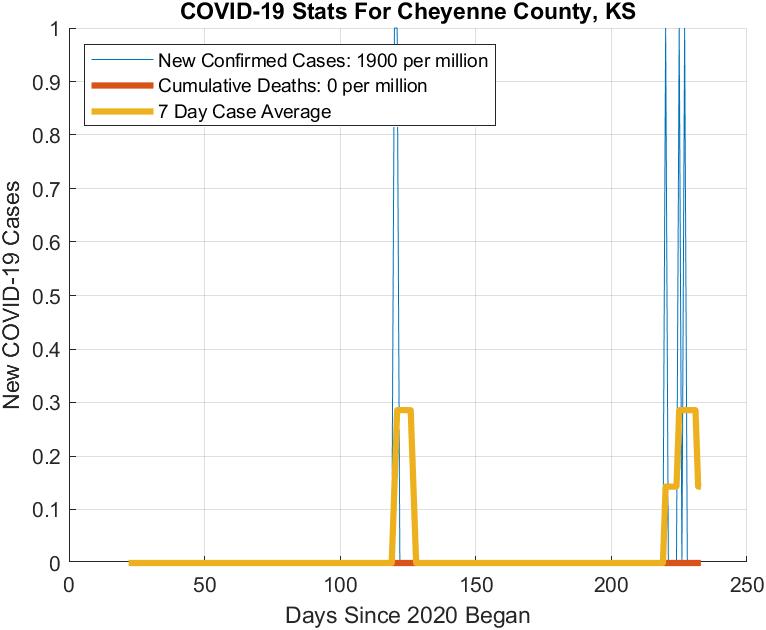 COVID-19 Stats For Cheyenne County, KS
1
New Confirmed Cases: 1900 per million
0.9
Cumulative Deaths: 0 per million
7 Day Case Average
0.8
0.7
0.6
0.5
0.4
0.3
0.2
0.1
0
New COVID-19 Cases
0 50 100 150 200 250
Days Since 2020 Began